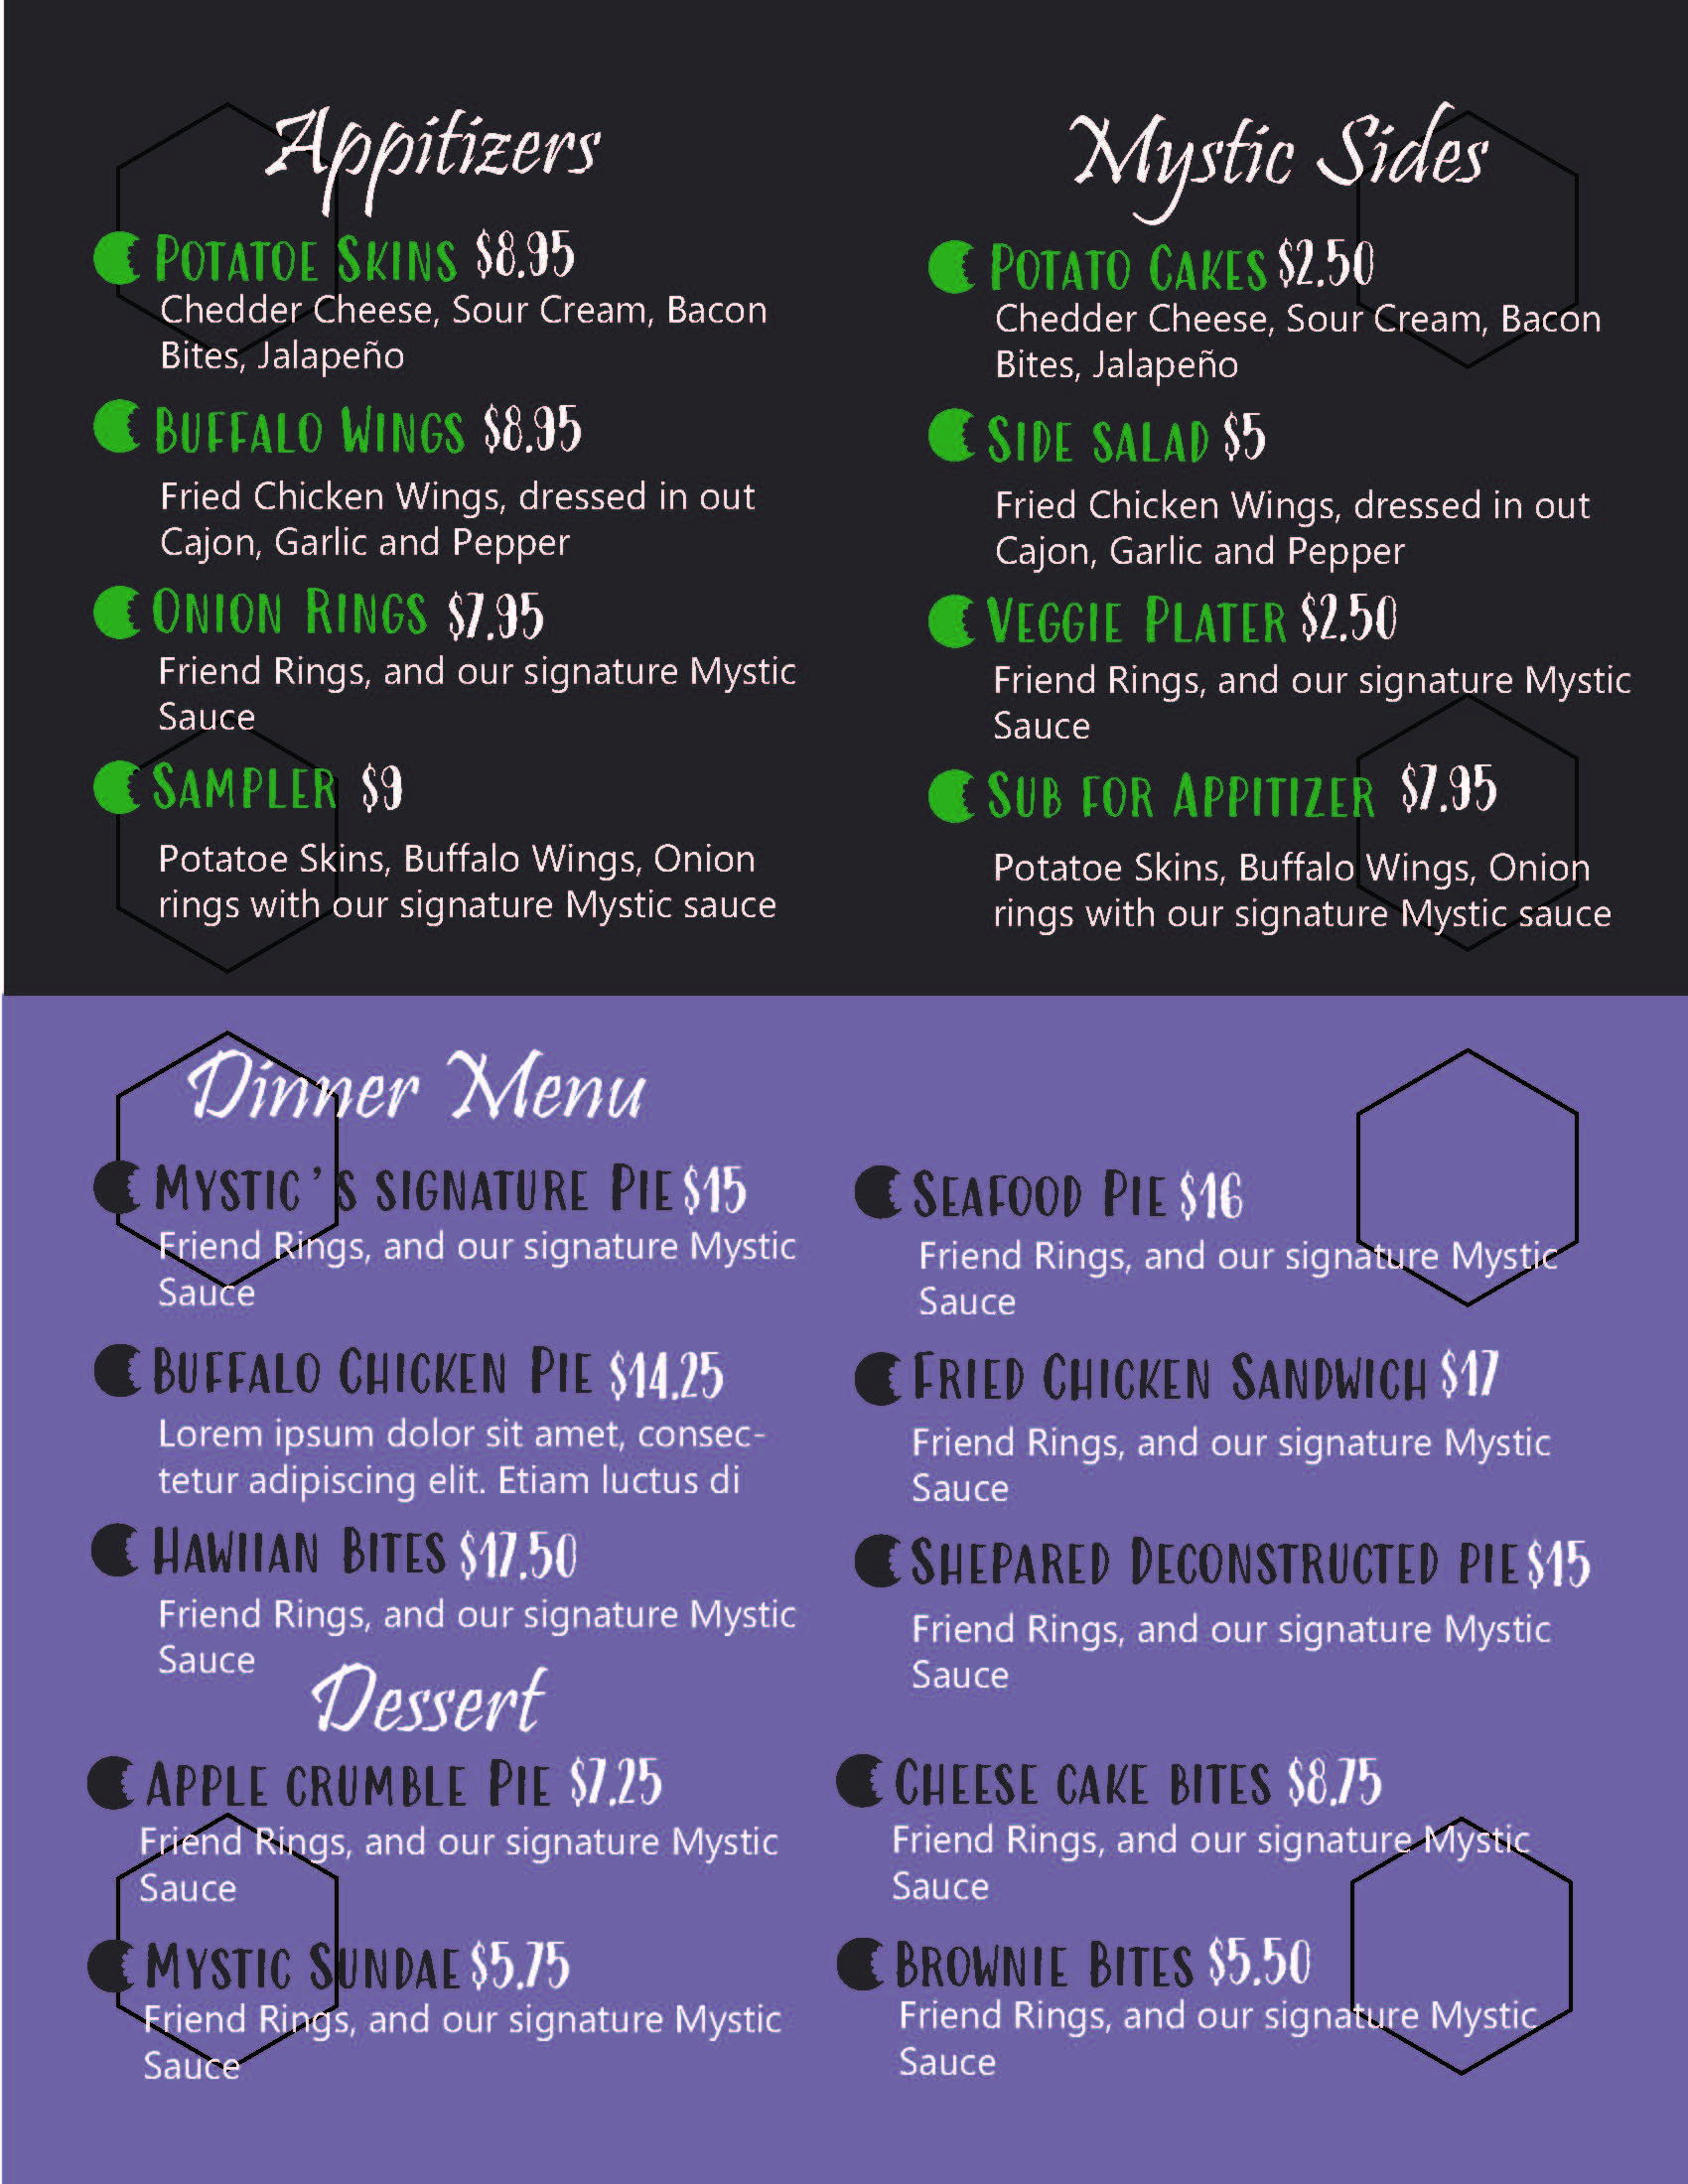 Appitizers
Potatoe Skins $8.95
Chedder Cheese, Sour Cream, Bacon
Bites, Jalapeño
Buffalo Wings $8.95
Fried Chicken Wings, dressed in out
Cajon, Garlic and Pepper
Onion Rings $7.95
Friend Rings, and our signature Mystic
Sauce
Sampler $9
Potatoe Skins, Buffalo Wings, Onion
rings with our signature Mystic sauce
Mystic Sides
Potato Cakes $2.50
Chedder Cheese, Sour Cream, Bacon
Bites, Jalapeño
Side salad $5
Fried Chicken Wings, dressed in out
Cajon, Garlic and Pepper
Veggie Plater $2.50
Friend Rings, and our signature Mystic
Sauce
Sub for Appitizer $7.95
Potatoe Skins, Buffalo Wings, Onion
rings with our signature Mystic sauce
Dinner Menu
Mystic's signature Pie $15
Friend Rings, and our signature Mystic
Sauce
Buffalo Chicken Pie $14.25
Lorem ipsum dolor sit amet, consec-
tetur adipiscing elit. Etiam luctus di
Hawiian Bites $17.50
Friend Rings, and our signature Mystic
Sauce
Seafood Pie $16
Friend Rings, and our signature Mystic
Sauce
Fried Chicken Sandwich $17
Friend Rings, and our signature Mystic
Sauce
Shepared Deconstructed pie $15
Friend Rings, and our signature Mystic
Sauce
Dessert
Apple crumble Pie $7.25
Friend Rings, and our signature Mystic
Sauce
Mystic Sundae $5.75
Friend Rings, and our signature Mystic
Sauce
Cheese cake bites $8.75
Friend Rings, and our signature Mystic
Sauce
Brownie Bites $5.50
Friend Rings, and our signature Mystic
Sauce